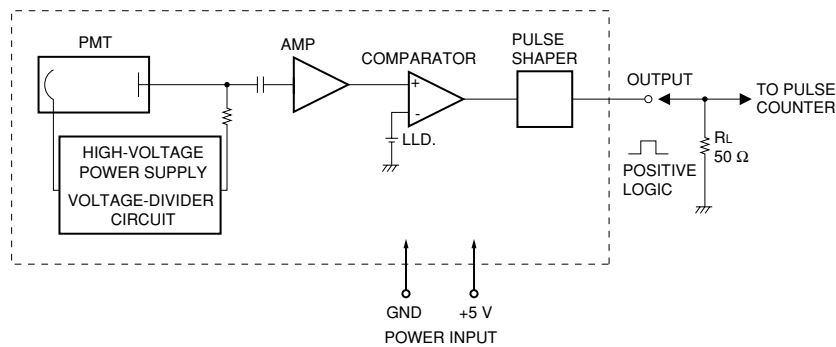 PMT
AMP
COMPARATOR
PULSE
SHAPER
OUTPUT
TO PULSE
COUNTER
+
-
LLD.
HIGH-VOLTAGE
POWER SUPPLY
VOLTAGE-DIVIDER
CIRCUIT
POSITIVE
LOGIC
RL
50 Ω
GND
+5 V
POWER INPUT